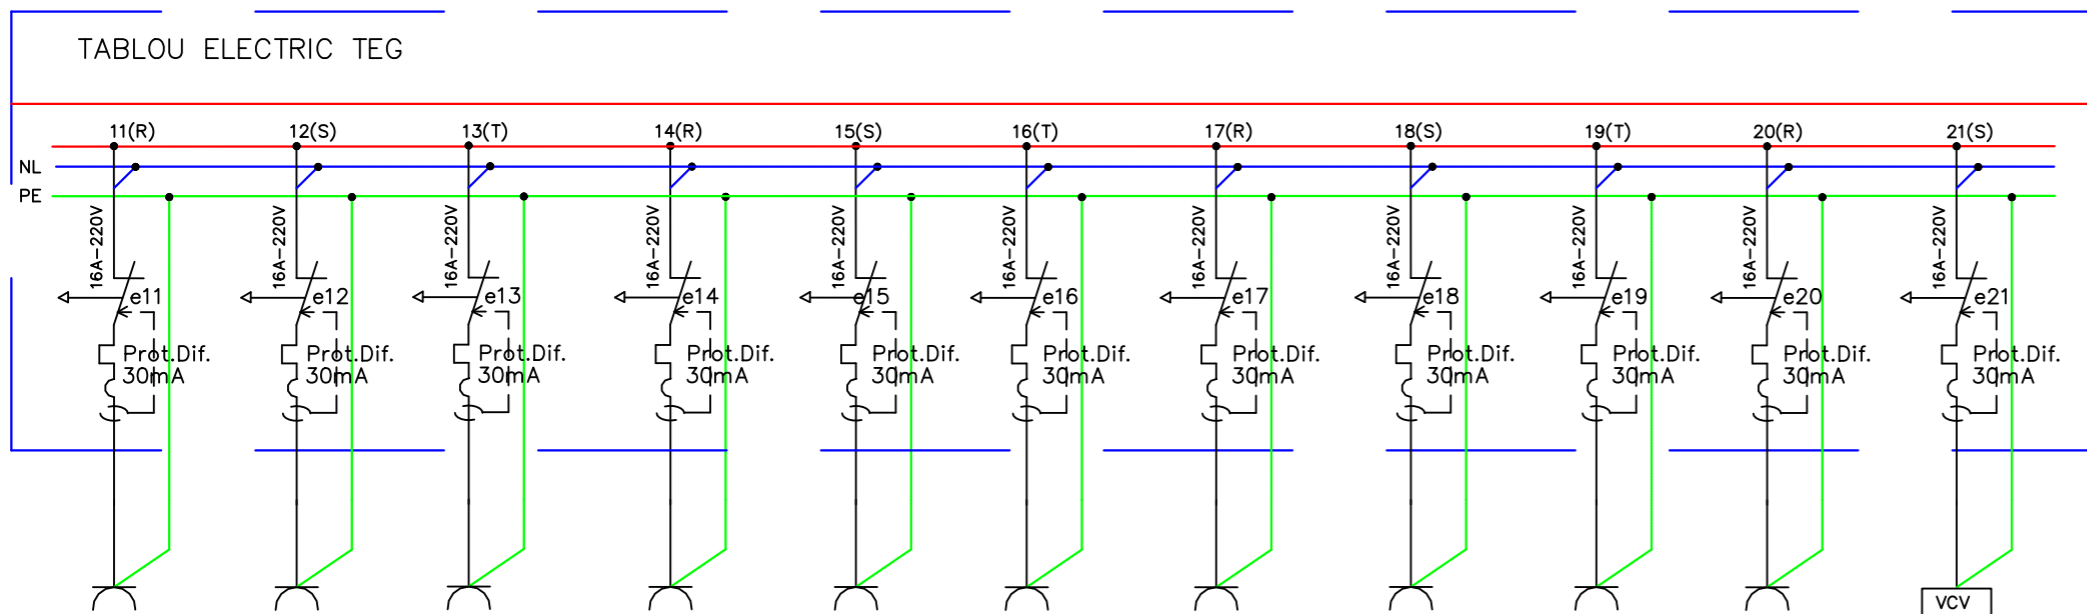 TABLOU ELECTRIC TEG
11(R) 12(S) 13(T) 14(R) 15(S) 16(T) 17(R) 18(S) 19(T) 20(R) 21(S)
NL
PE
16A-220V 16A-220V 16A-220V 16A-220V 16A-220V 16A-220V 16A-220V 16A-220V 16A-220V 16A-220V 16A-220V
e11 e12 e13 e14 e15 e16 e17 e18 e19 e20 e21
Prot.Dif. Prot.Dif. Prot.Dif. Prot.Dif. Prot.Dif. Prot.Dif. Prot.Dif. Prot.Dif. Prot.Dif. Prot.Dif. Prot.Dif.
30mA 30mA 30mA 30mA 30mA 30mA 30mA 30mA 30mA 30mA 30mA
VCV